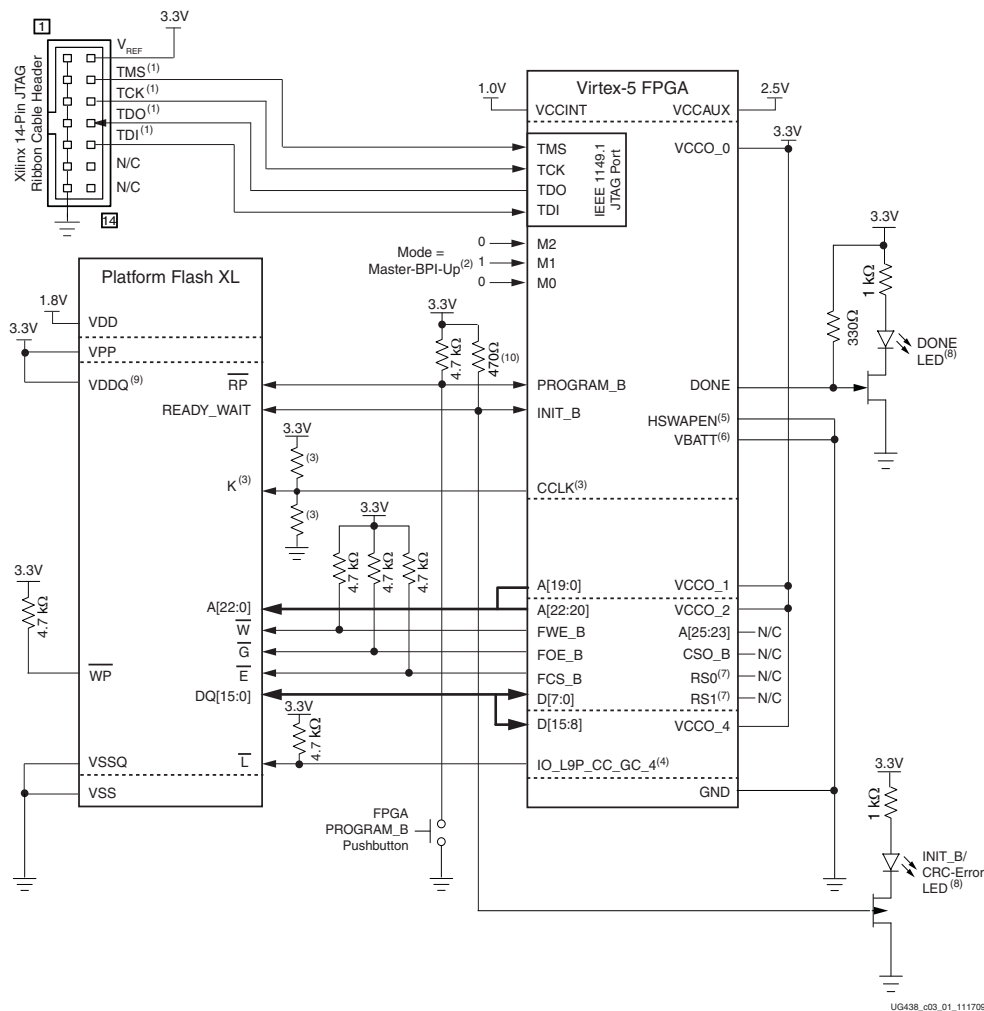 1
3.3V
VREF
TMS(1)
TCK(1)
TDO(1)
TDI(1)
N/C
N/C
14
Xilinx 14-Pin JTAG
Ribbon Cable Header
Virtex-5 FPGA
1.0V
VCCINT
VCCAUX
2.5V
3.3V
TMS
TCK
TDO
TDI
IEEE 1149.1
JTAG Port
VCCO_0
Mode =
Master-BPI-Up(2)
0
M2
1
M1
0
M0
3.3V
1 kΩ
330Ω
DONE
LED(8)
Platform Flash XL
1.8V
VDD
3.3V
VPP
VDDQ(9)
RP
READY_WAIT
3.3V
4.7 kΩ
470Ω(10)
PROGRAM_B
INIT_B
DONE
HSWAPEN(5)
VBATT(6)
3.3V
(3)
K(3)
(3)
CCLK(3)
3.3V
4.7 kΩ
4.7 kΩ
4.7 kΩ
3.3V
4.7 kΩ
WP
A[22:0]
W
G
E
DQ[15:0]
A[19:0]
A[22:20]
FWE_B
FOE_B
FCS_B
D[7:0]
D[15:8]
VCCO_1
VCCO_2
A[25:23]
N/C
CSO_B
N/C
RS0(7)
N/C
RS1(7)
N/C
VCCO_4
3.3V
4.7 kΩ
VSSQ
L
IO_L9P_CC_GC_4(4)
VSS
GND
FPGA
PROGRAM_B
Pushbutton
3.3V
1 kΩ
INIT_B/
CRC-Error
LED(8)
UG438_c03_01_111709